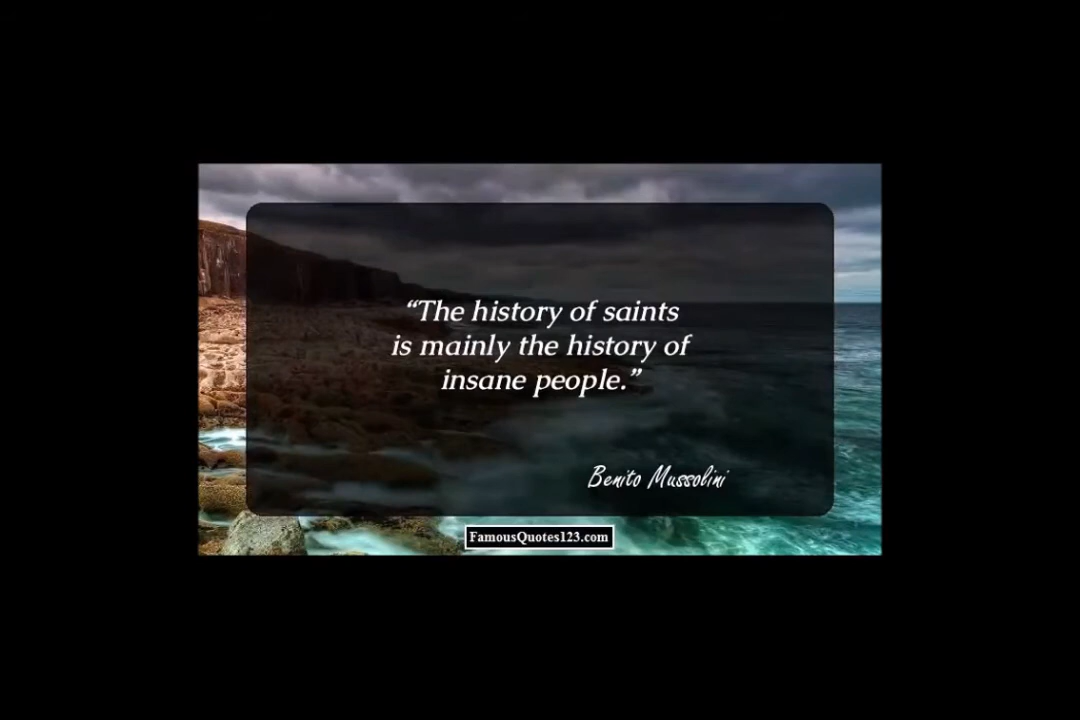 “The history of saints
is mainly the history of
insane people.”
Benito Mussolini
FamousQuotes123.com